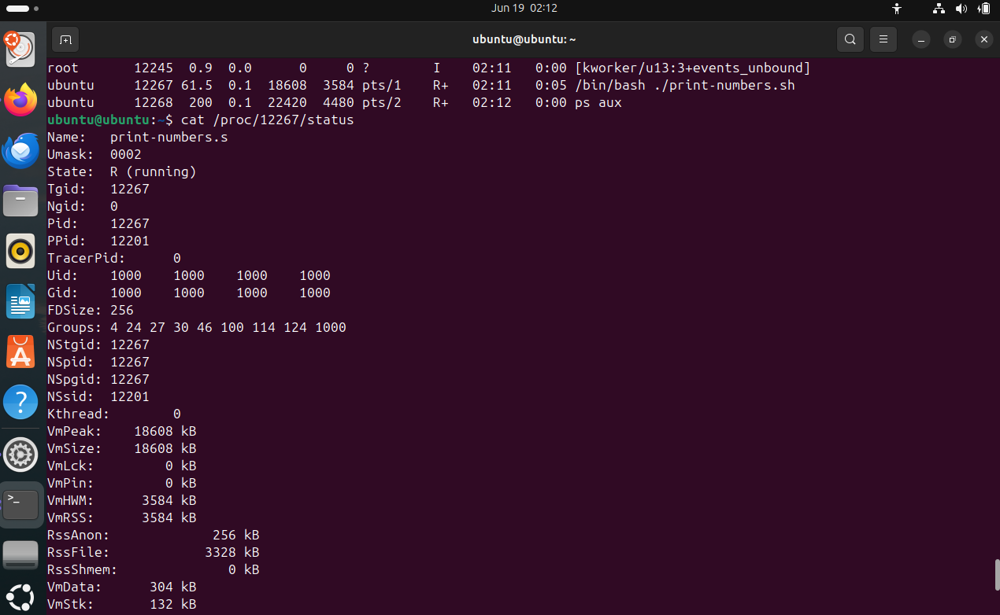 Jun 19 02:12
ubuntu@ubuntu: ~
root 12245 0.9 0.0 0 0 ? I 02:11 0:00 [kworker/u13:3+events_unbound]
ubuntu 12267 61.5 0.1 18608 3584 pts/1 R+ 02:11 0:05 /bin/bash ./print-numbers.sh
ubuntu 12268 200 0.1 22420 4480 pts/2 R+ 02:12 0:00 ps aux
ubuntu@ubuntu:~$ cat /proc/12267/status
Name: print-numbers.s
Umask: 0002
State: R (running)
Tgid: 12267
Ngid: 0
Pid: 12267
PPid: 12201
TracerPid: 0
Uid: 1000 1000 1000 1000
Gid: 1000 1000 1000 1000
FDSize: 256
Groups: 4 24 27 30 46 100 114 124 1000
NStgid: 12267
NSpid: 12267
NSpgid: 12267
NSsid: 12201
Kthread: 0
VmPeak: 18608 kB
VmSize: 18608 kB
VmLck: 0 kB
VmPin: 0 kB
VmHWM: 3584 kB
VmRSS: 3584 kB
RssAnon: 256 kB
RssFile: 3328 kB
RssShmem: 0 kB
VmData: 304 kB
VmStk: 132 kB